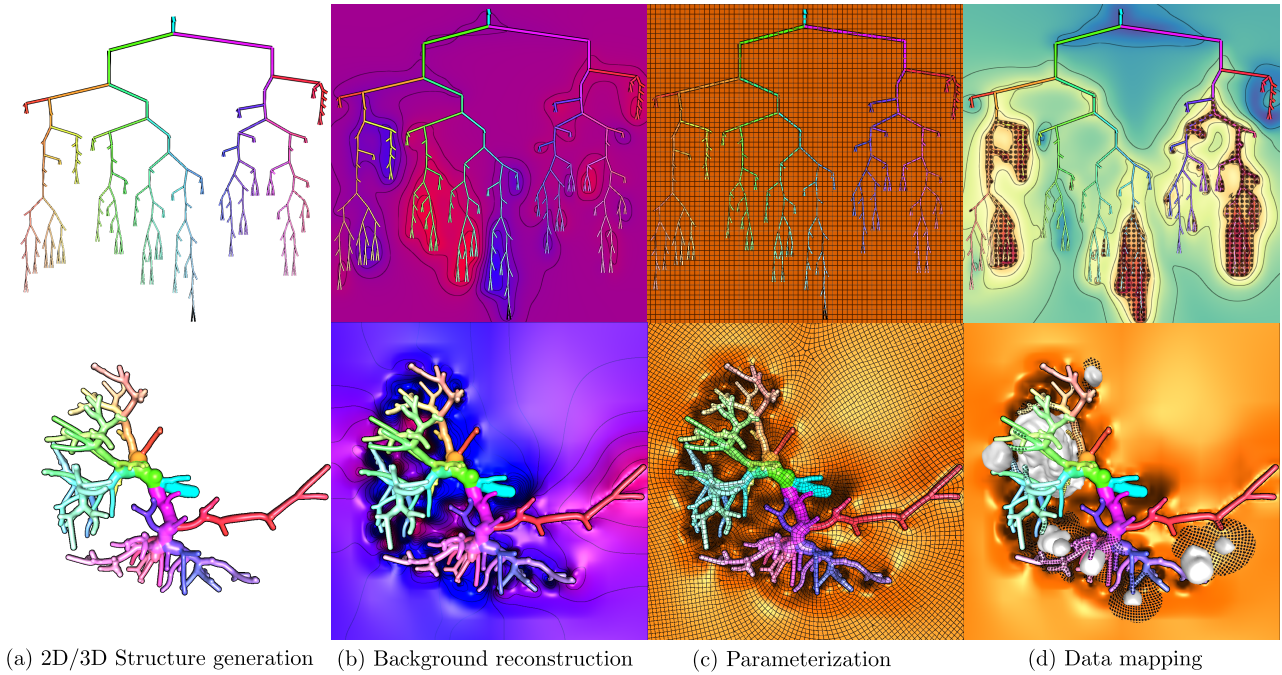 (a) 2D/3D Structure generation
(b) Background reconstruction
(c) Parameterization
(d) Data mapping